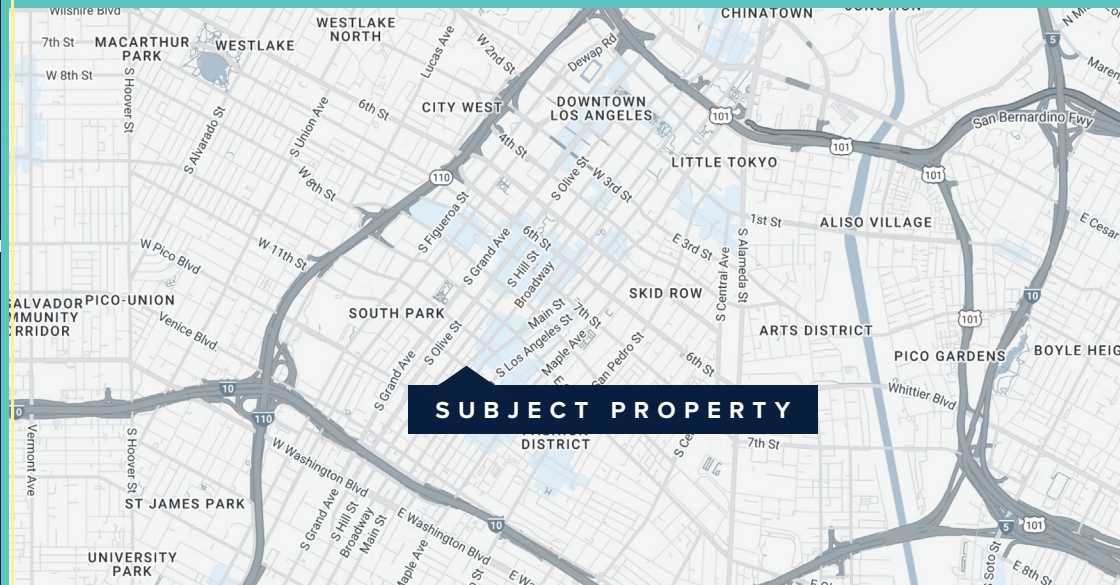 Wilshire Blvd
WESTLAKE
NORTH
CHINATOWN
7th St
MACARTHUR
PARK
WESTLAKE
Lucas Ave
W 2nd St
Dewap Rd
5
W 8th St
S Hoover St
S Alvarado St
S Union Ave
6th St
CITY WEST
DOWNTOWN
LOS ANGELES
101
San Bernardino Fwy
4th St
101
LITTLE TOKYO
101
110
W 8th St
S Olive St
W 3rd St
S Figueroa St
1st St
ALISO VILLAGE
E Cesar
W Pico Blvd
W 11th St
S Grand Ave
6th St
S Hill St
Broadway
E 3rd St
S Central Ave
S Alameda St
SALVADOR
PICO-UNION
SKID ROW
10
SOUTH PARK
Main St
7th St
101
Venice Blvd.
S Olive St
S Los Angeles St
Maple Ave
San Pedro St
ARTS DISTRICT
PICO GARDENS
BOYLE HEIG
6th St
S Grand Ave
10
Whittier Blvd
SUBJECT PROPERTY
110
Vermont Ave
S Hoover St
DISTRICT
7th St
W Washington Blvd
ST JAMES PARK
S Grand Ave
S Hill St
Broadway
Main St
E Washington Blvd
10
5
101
UNIVERSITY
PARK
Maple Ave
Soto St
E 8th St